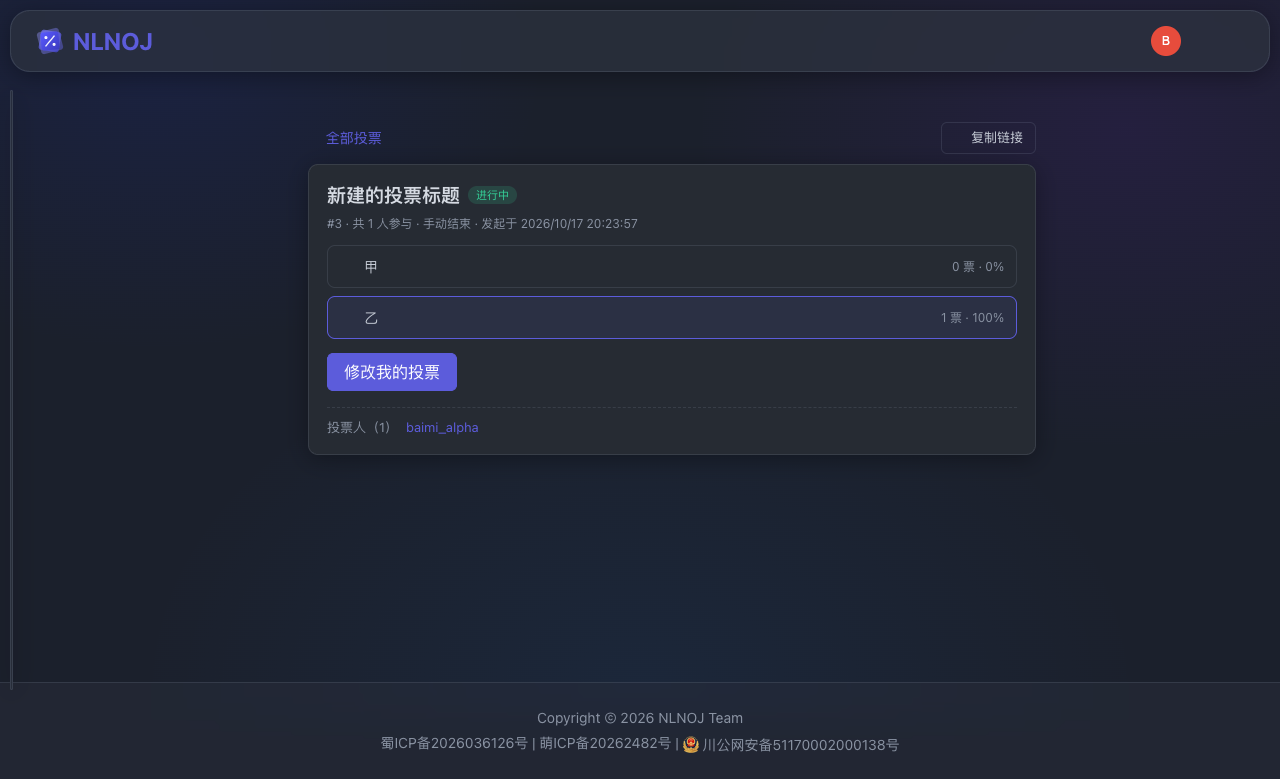 NLNOJ
B
全部投票
复制链接
新建的投票标题 进行中
#3 · 共 1 人参与 · 手动结束 · 发起于 2026/10/17 20:23:57
甲 0 票 · 0%
乙 1 票 · 100%
修改我的投票
投票人（1） baimi_alpha
Copyright © 2026 NLNOJ Team
蜀ICP备2026036126号 | 萌ICP备20262482号 | 川公网安备51170002000138号